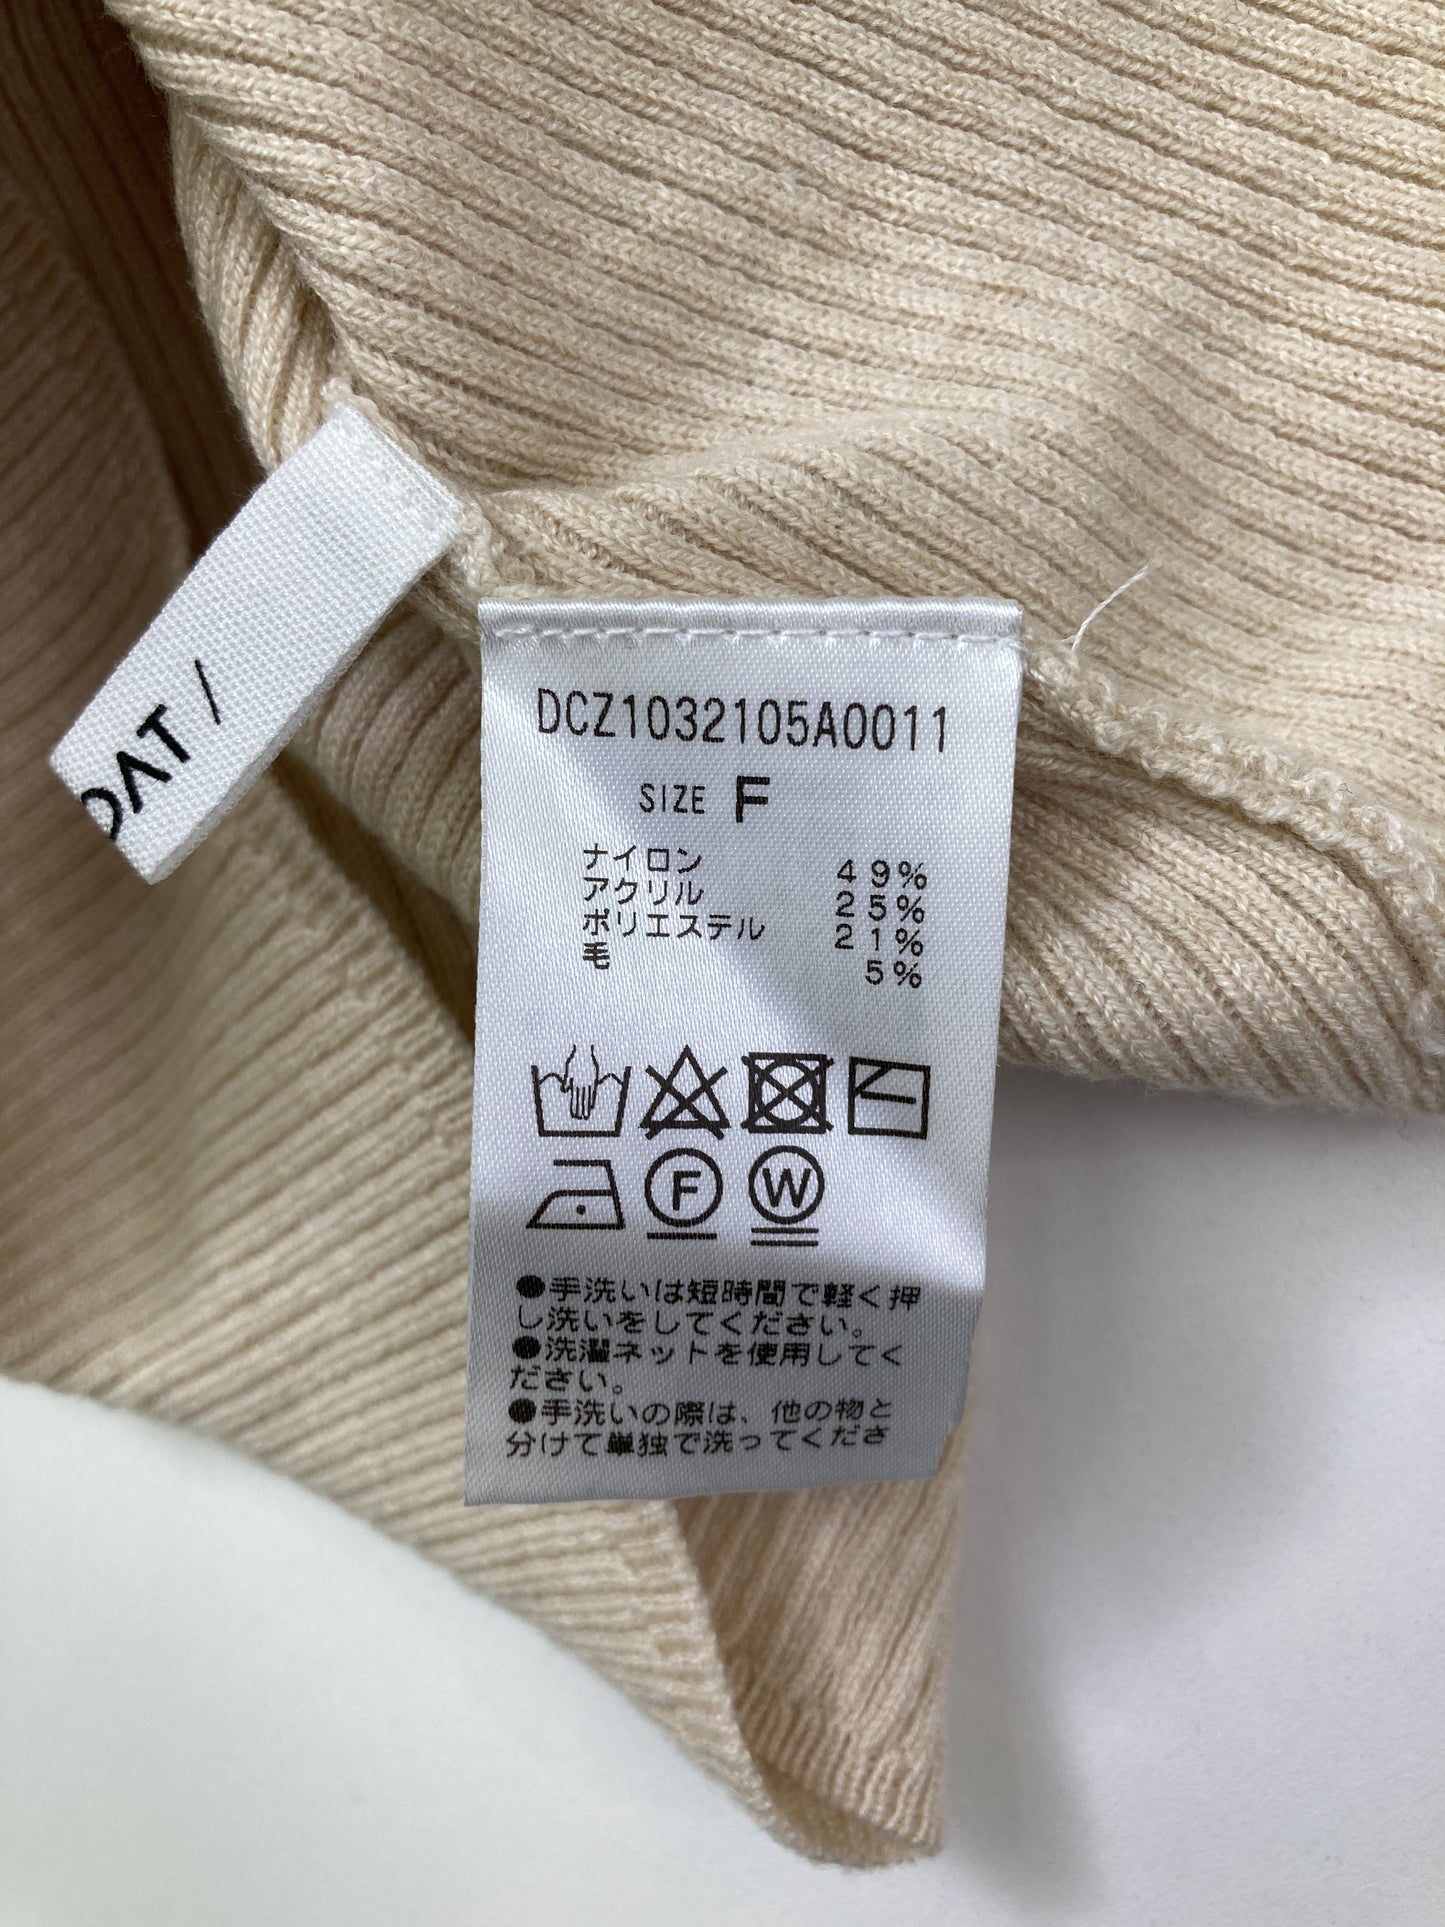 DCZ1032105A0011
SIZE F
ナイロン 49%
アクリル 25%
ポリエステル 21%
毛 5%
F W
●手洗いは短時間で軽く押
し洗いをしてください。
●洗濯ネットを使用してく
ださい。
●手洗いの際は、他の物と
分けて単独で洗ってくださ
OAT /